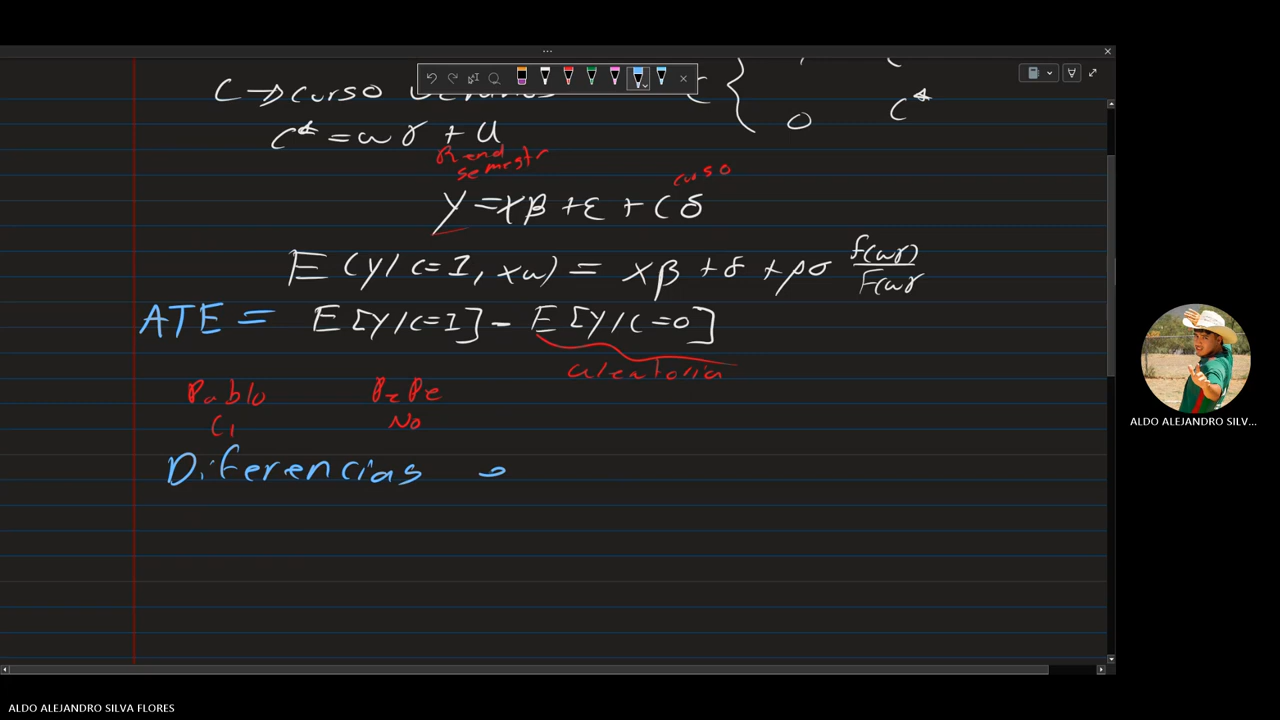 C → curso
C* = wγ + u
0 C*
Rend
semestr
curso
y = xβ + ε + Cδ
E (y/c=1, xw) = xβ + δ + ρσ f(wγ)/F(wγ
ATE = E[y/c=1] - E[y/c=0]
aleatoria
Pablo Pepe
C1 No
Diferencias
ALDO ALEJANDRO SILV...
ALDO ALEJANDRO SILVA FLORES